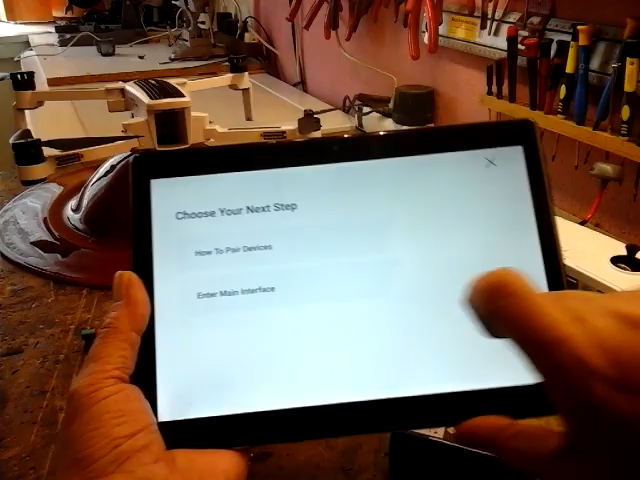 Choose Your Next Step
How To Pair Devices
Enter Main Interface